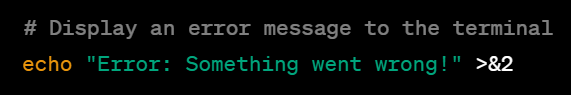 # Display an error message to the terminal
echo "Error: Something went wrong!" >&2